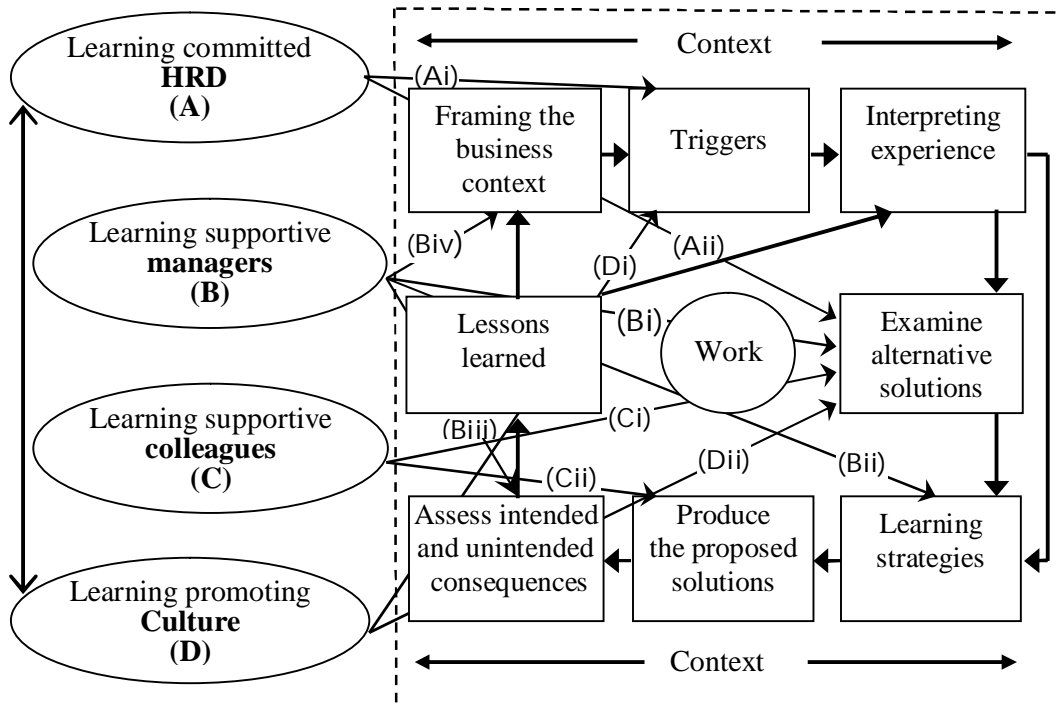 Learning committed
HRD
(A)
Context
(Ai)
Framing the
business
context
Triggers
Interpreting
experience
Learning supportive
managers
(B)
(Biv)
(Di)
(Aii)
Lessons
learned
(Bi)
Work
Examine
alternative
solutions
Learning supportive
colleagues
(C)
(Biii)
(Ci)
(Cii)
(Dii)
(Bii)
Assess intended
and unintended
consequences
Produce
the proposed
solutions
Learning
strategies
Learning promoting
Culture
(D)
Context